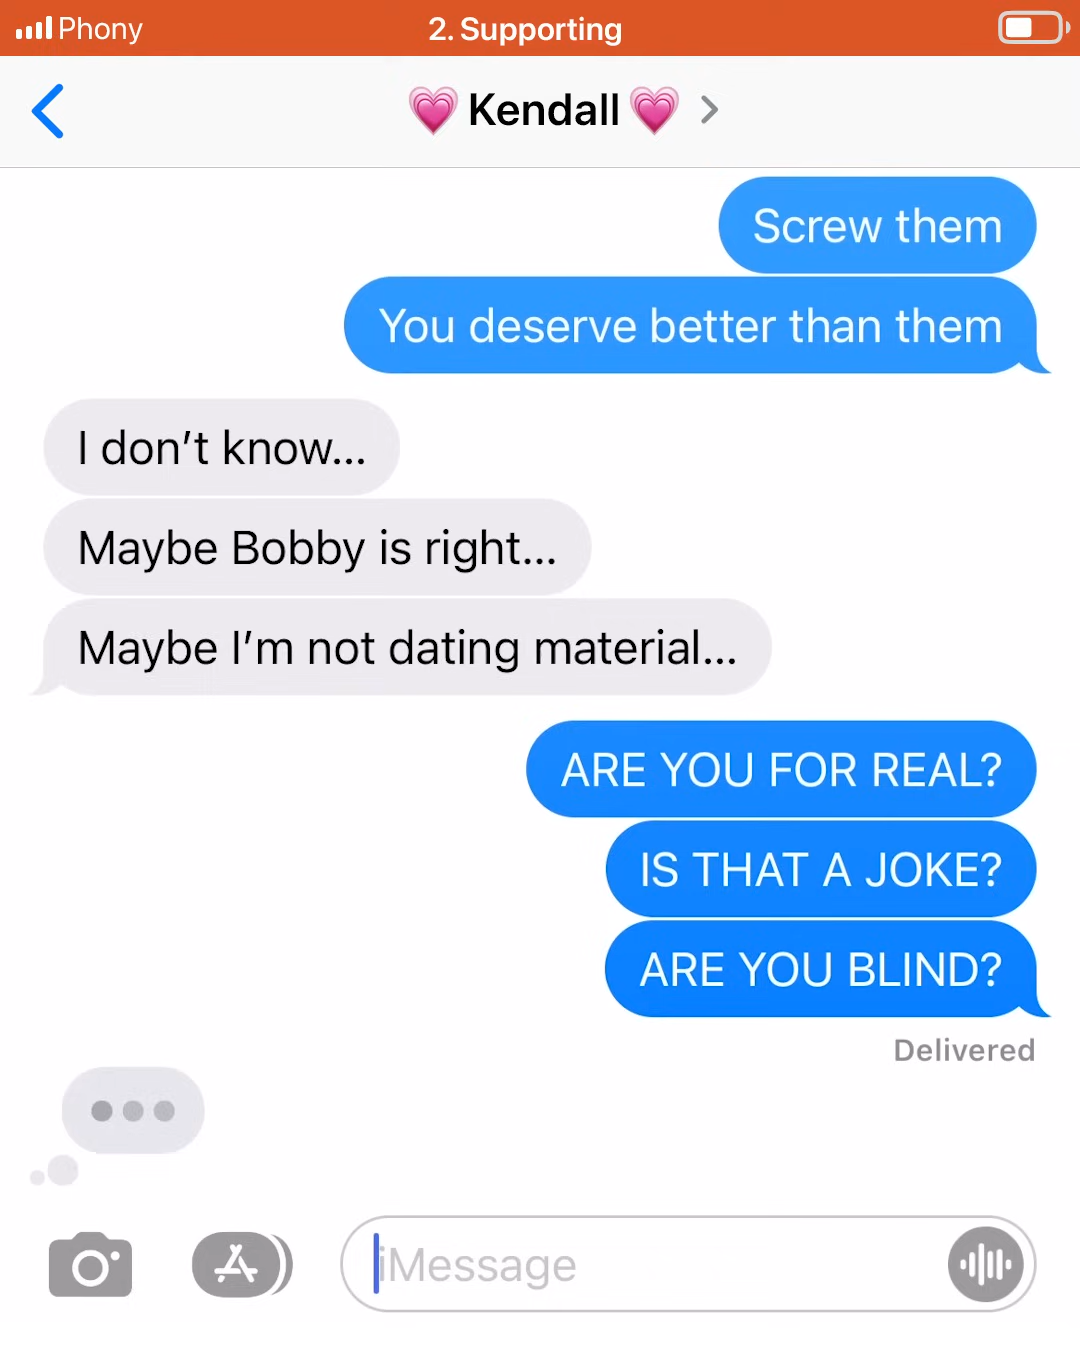 Phony
2. Supporting
Kendall
Screw them
You deserve better than them
I don’t know...
Maybe Bobby is right...
Maybe I’m not dating material...
ARE YOU FOR REAL?
IS THAT A JOKE?
ARE YOU BLIND?
Delivered
iMessage